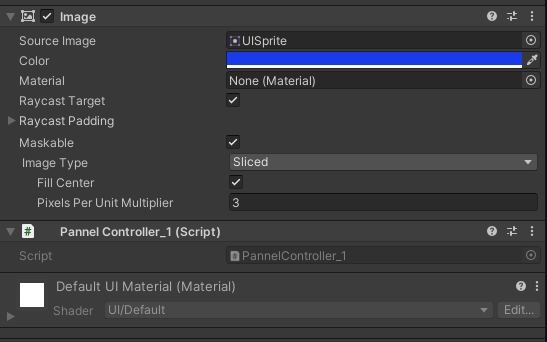 Image
Source Image UISprite
Color
Material None (Material)
Raycast Target
Raycast Padding
Maskable
Image Type Sliced
Fill Center
Pixels Per Unit Multiplier 3
# Pannel Controller_1 (Script)
Script # PannelController_1
Default UI Material (Material)
Shader UI/Default Edit...